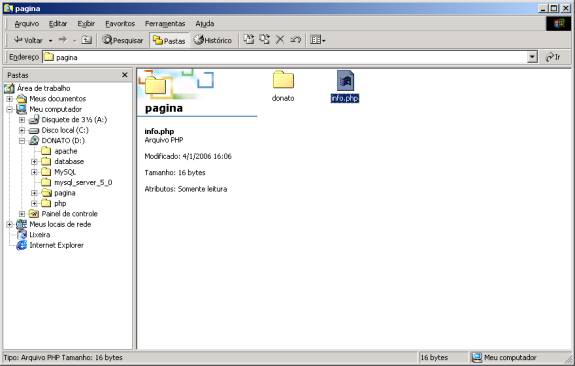 pagina
Arquivo Editar Exibir Favoritos Ferramentas Ajuda
Voltar Pesquisar Pastas Histórico
Endereço pagina Ir
Pastas
Área de trabalho
Meus documentos
Meu computador
Disquete de 3½ (A:)
Disco local (C:)
DONATO (D:)
apache
database
MySQL
mysql_server_5_0
pagina
php
Painel de controle
Meus locais de rede
Lixeira
Internet Explorer
pagina
info.php
Arquivo PHP
Modificado: 4/1/2006 16:06
Tamanho: 16 bytes
Atributos: Somente leitura
donato
info.php
Tipo: Arquivo PHP Tamanho: 16 bytes
16 bytes
Meu computador